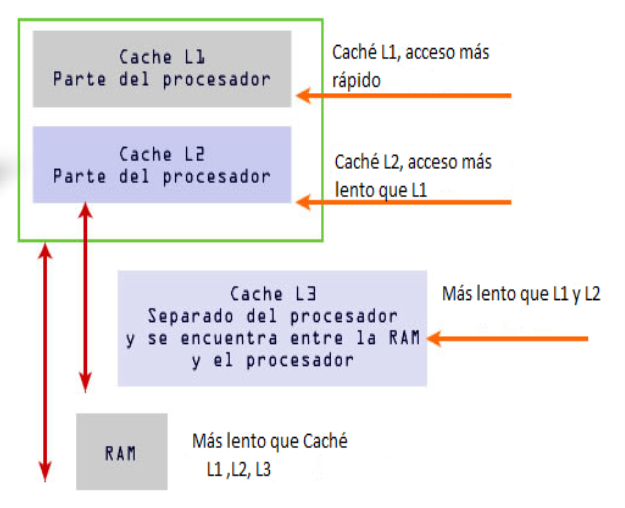 Cache L1
Parte del procesador
Caché L1, acceso más
rápido
Cache L2
Parte del procesador
Caché L2, acceso más
lento que L1
Cache L3
Separado del procesador
y se encuentra entre la RAM
y el procesador
Más lento que L1 y L2
RAM
Más lento que Caché
L1 ,L2, L3